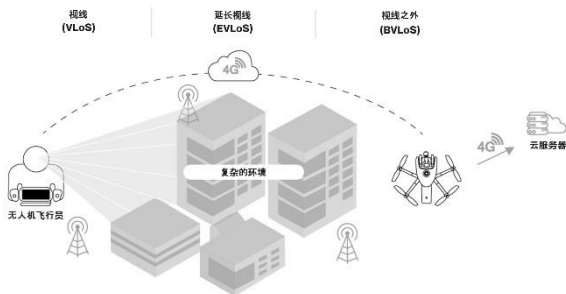 视线
(VLoS)
延长视线
(EVLoS)
视线之外
(BVLoS)
4G
复杂的环境
4G
云服务器
无人机飞行员